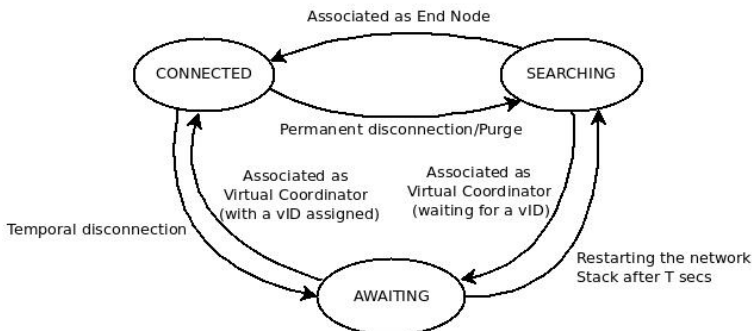 Associated as End Node
CONNECTED
SEARCHING
Permanent disconnection/Purge
Associated as
Virtual Coordinator
(with a vID assigned)
Associated as
Virtual Coordinator
(waiting for a vID)
Temporal disconnection
Restarting the network
Stack after T secs
AWAITING